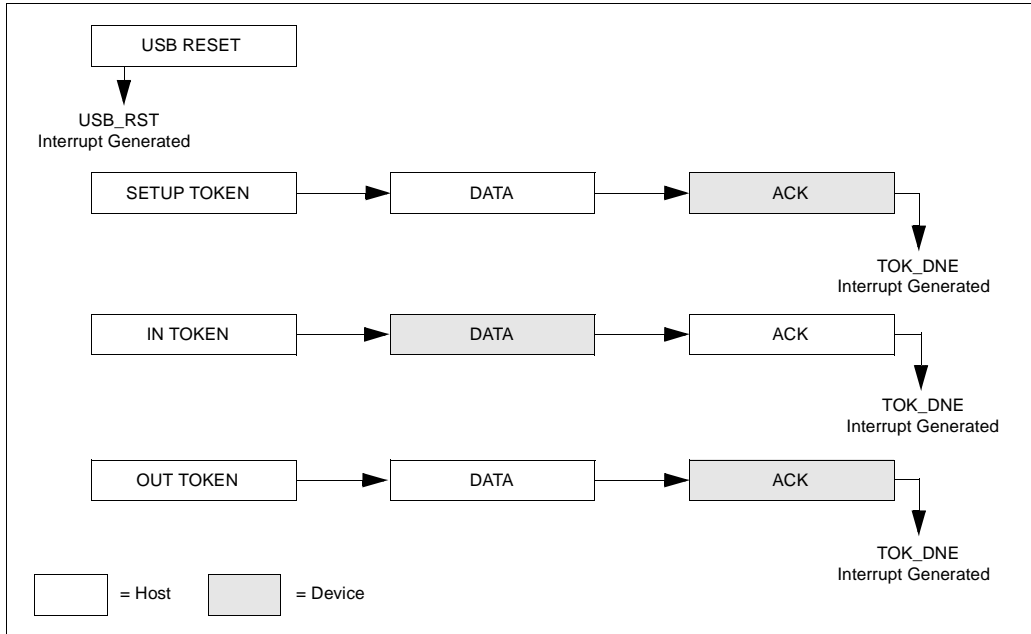 USB RESET
USB_RST
Interrupt Generated
SETUP TOKEN
DATA
ACK
TOK_DNE
Interrupt Generated
IN TOKEN
DATA
ACK
TOK_DNE
Interrupt Generated
OUT TOKEN
DATA
ACK
TOK_DNE
Interrupt Generated
= Host
= Device